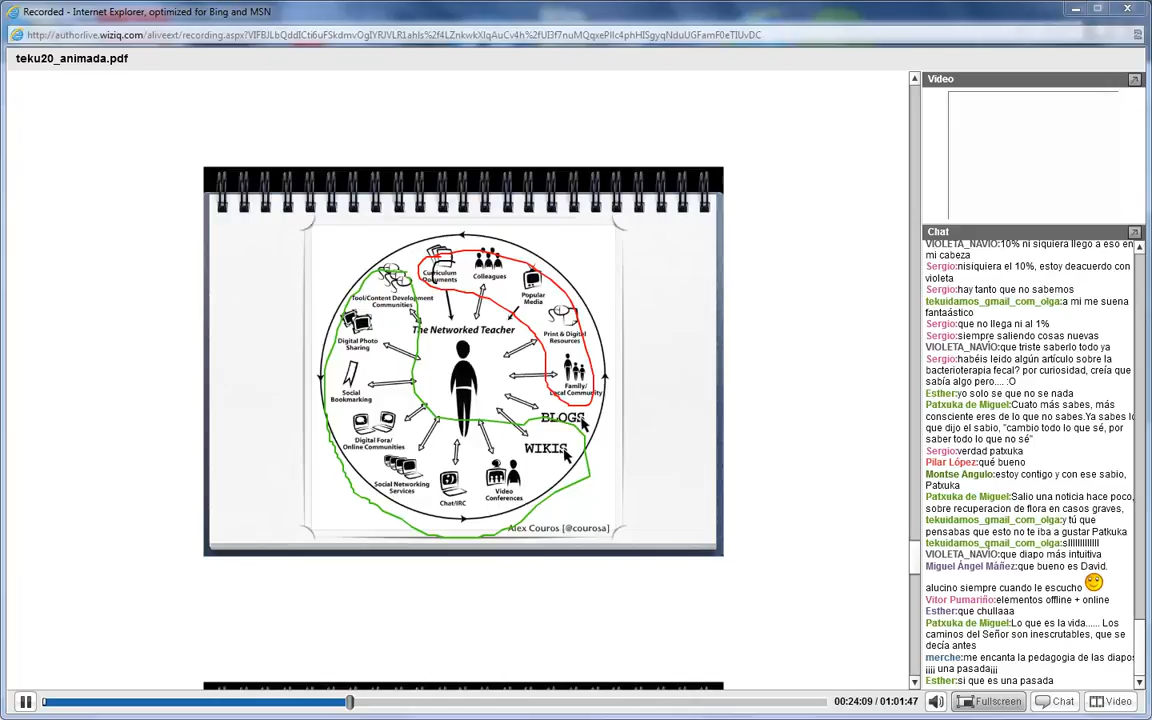 Recorded - Internet Explorer, optimized for Bing and MSN
teku20_animada.pdf
Curriculum
Documents
Colleagues
Popular
Media
Tool/Content Development
Communities
The Networked Teacher
Print & Digital
Resources
Digital Photo
Sharing
Family/
Local Community
Social
Bookmarking
BLOGS
Digital Fora/
Online Communities
WIKIS
Social Networking
Services
Chat/IRC
Video
Conferences
Alex Couros [@courosa]
Video
Chat
VIOLETA_NAVIO:10% ni siquiera llego a eso en
mi cabeza
Sergio:nisiquiera el 10%, estoy deacuerdo con
violeta
Sergio:hay tanto que no sabemos
tekuidamos_gmail_com_olga:a mi me suena
fantaástico
Sergio:que no llega ni al 1%
Sergio:siempre saliendo cosas nuevas
VIOLETA_NAVIO:que triste saberlo todo ya
Sergio:habéis leido algún artículo sobre la
bacterioterapia fecal? por curiosidad, creía que
sabía algo pero.... :O
Esther:yo solo se que no se nada
Patxuka de Miguel:Cuato más sabes, más
consciente eres de lo que no sabes.Ya sabes lo
que dijo el sabio, "cambio todo lo que sé, por
saber todo lo que no sé"
Sergio:verdad patxuka
Pilar López:qué bueno
Montse Angulo:estoy contigo y con ese sabio,
Patxuka
Patxuka de Miguel:Salio una noticia hace poco,
sobre recuperacion de flora en casos graves,
tekuidamos_gmail_com_olga:y tú que
pensabas que esto no te iba a gustar Patkuka
tekuidamos_gmail_com_olga:sIIIIIIIIIIII
VIOLETA_NAVIO:que diapo más intuitiva
Miguel Ángel Máñez:que bueno es David.
alucino siempre cuando le escucho
Vitor Pumariño:elementos offline + online
Esther:que chullaaa
Patxuka de Miguel:Lo que es la vida...... Los
caminos del Señor son inescrutables, que se
decía antes
merche:me encanta la pedagogia de las diapos
¡¡¡¡ una pasada¡¡¡
Esther:si que es una pasada
00:24:09 / 01:01:47
Fullscreen
Chat
Video